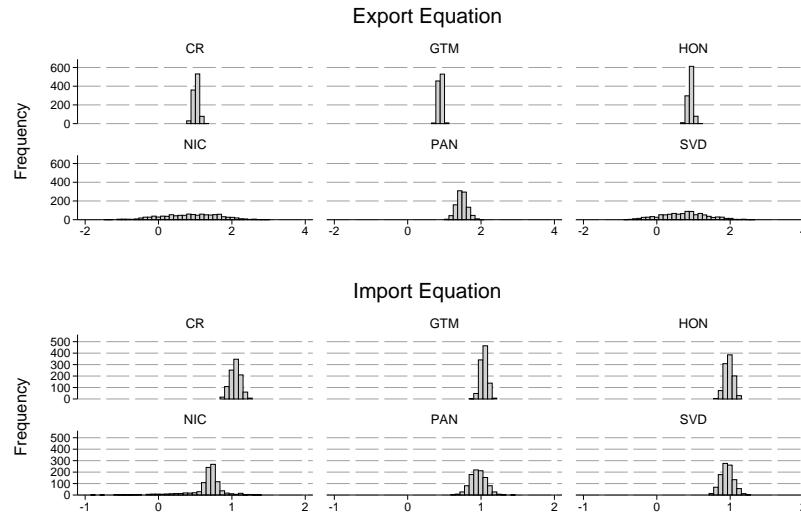 Export Equation
CR GTM HON
600
400
200
0
Frequency
NIC PAN SVD
600
400
200
0
-2 0 2 4 -2 0 2 4 -2 0 2 4
Import Equation
CR GTM HON
500
400
300
200
100
0
Frequency
NIC PAN SVD
500
400
300
200
100
0
-1 0 1 2 -1 0 1 2 -1 0 1 2